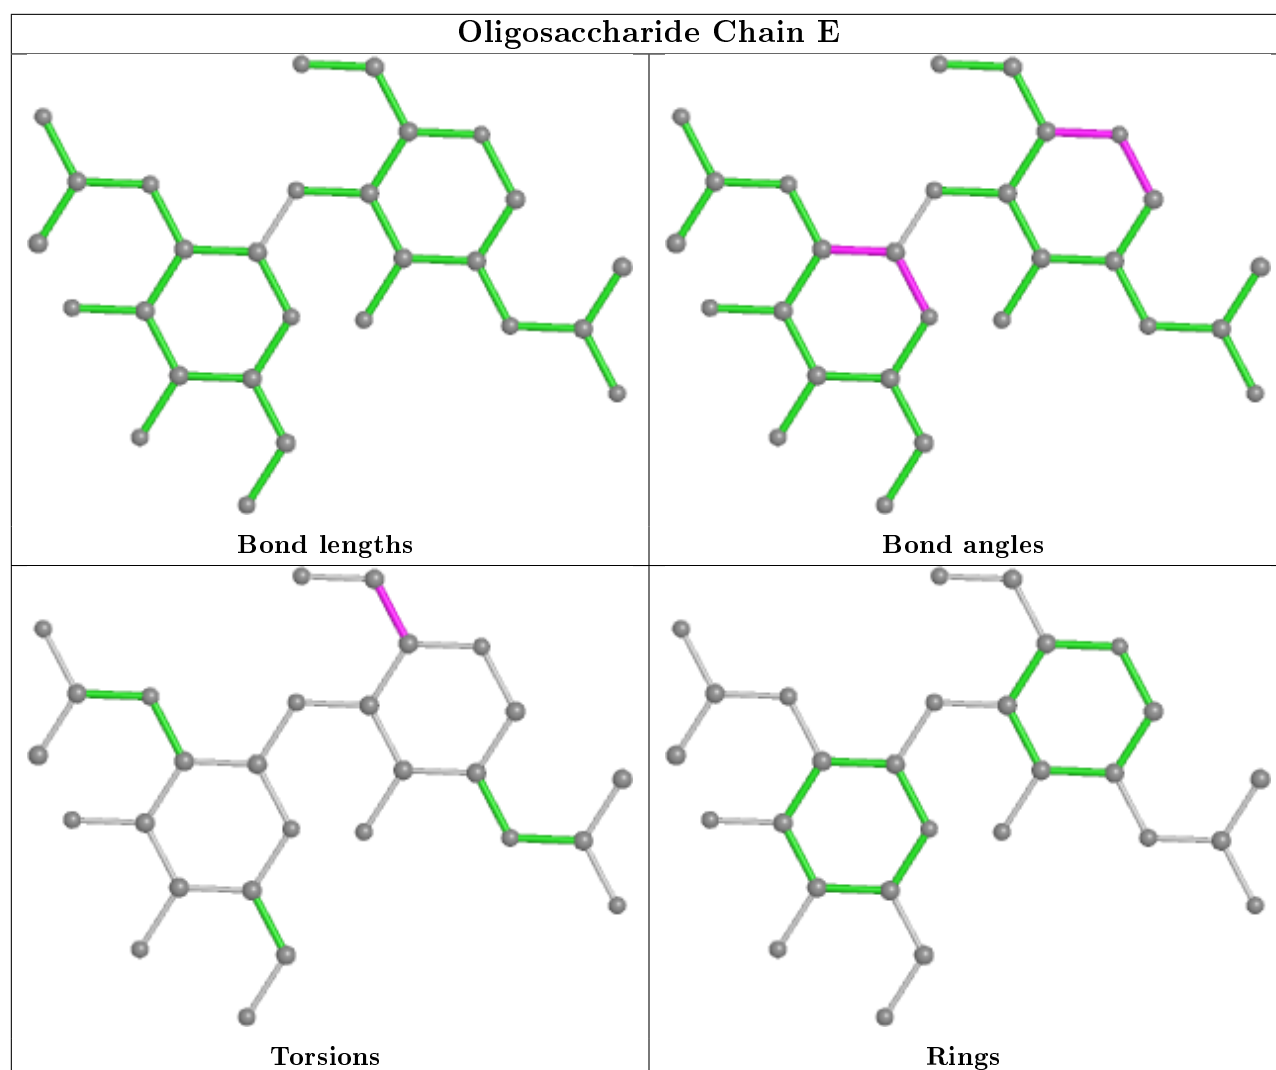 Oligosaccharide Chain E
Bond lengths
Bond angles
Torsions
Rings